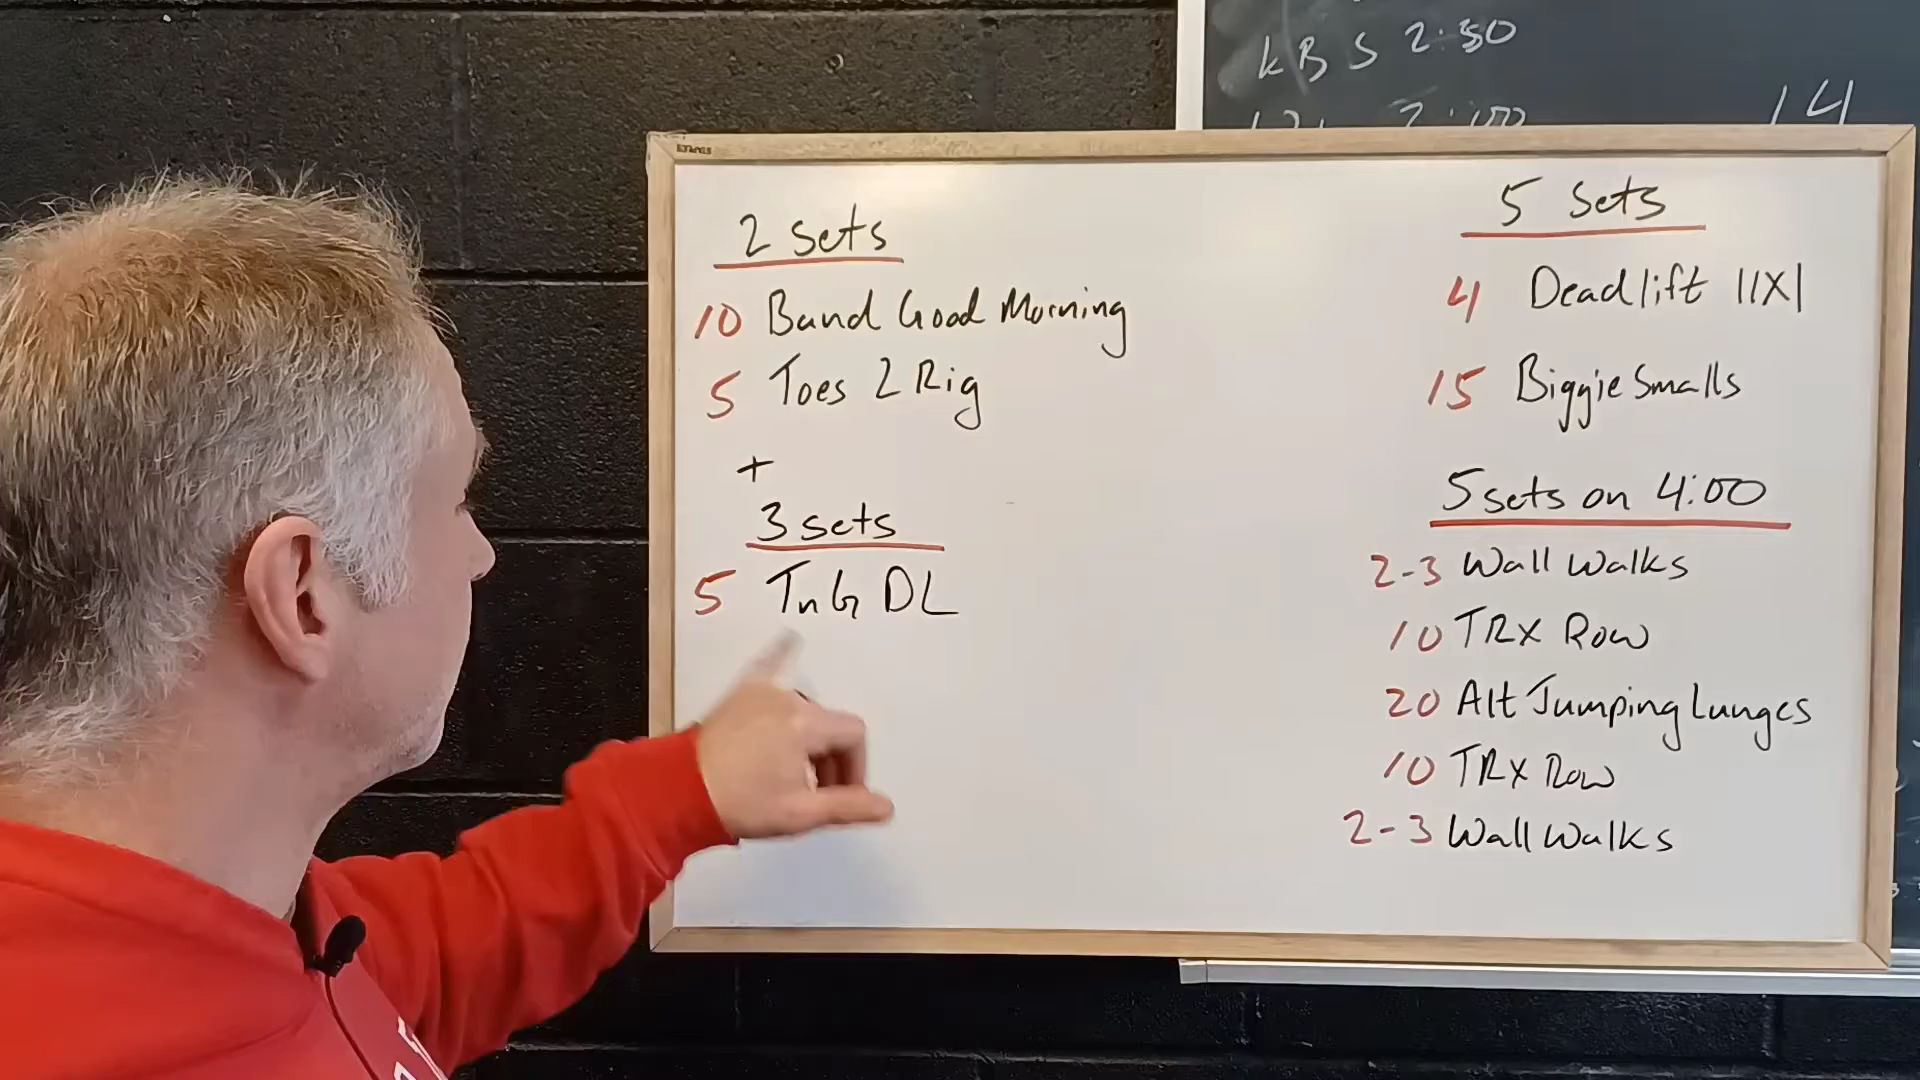 KBS 2:30
14
2 sets
10 Band Good Morning
5 Toes 2 Rig
+
3 sets
5 TnG DL
5 Sets
4 Deadlift 11X1
15 Biggie Smalls
5 sets on 4:00
2-3 Wall Walks
10 TRX Row
20 Alt Jumping Lunges
10 TRX Row
2-3 Wall Walks